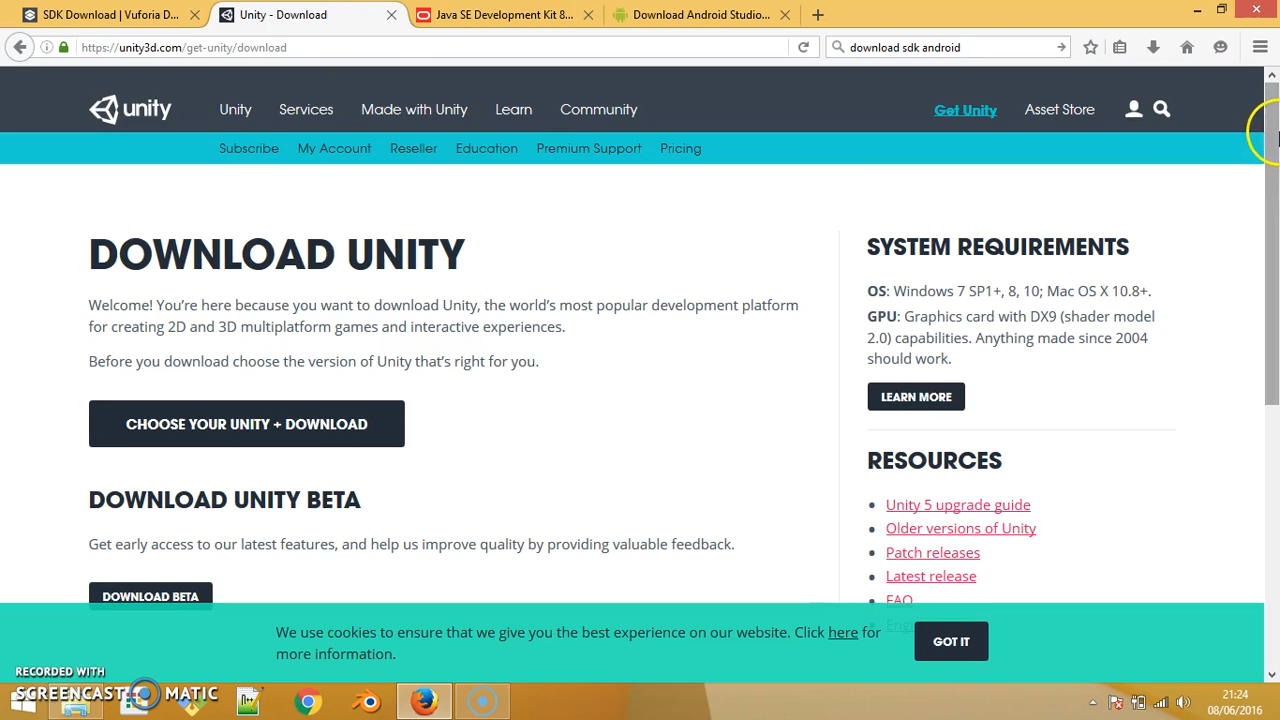 SDK Download | Vuforia D...
Unity - Download
Java SE Development Kit 8...
Download Android Studio...
https://unity3d.com/get-unity/download
download sdk android
unity
Unity
Services
Made with Unity
Learn
Community
Get Unity
Asset Store
Subscribe
My Account
Reseller
Education
Premium Support
Pricing
DOWNLOAD UNITY
Welcome! You're here because you want to download Unity, the world's most popular development platform
for creating 2D and 3D multiplatform games and interactive experiences.
Before you download choose the version of Unity that's right for you.
CHOOSE YOUR UNITY + DOWNLOAD
DOWNLOAD UNITY BETA
Get early access to our latest features, and help us improve quality by providing valuable feedback.
DOWNLOAD BETA
SYSTEM REQUIREMENTS
OS: Windows 7 SP1+, 8, 10; Mac OS X 10.8+.
GPU: Graphics card with DX9 (shader model
2.0) capabilities. Anything made since 2004
should work.
LEARN MORE
RESOURCES
Unity 5 upgrade guide
Older versions of Unity
Patch releases
Latest release
FAQ
We use cookies to ensure that we give you the best experience on our website. Click here for
more information.
GOT IT
RECORDED WITH
SCREENCAST MATIC
21:24
08/06/2016